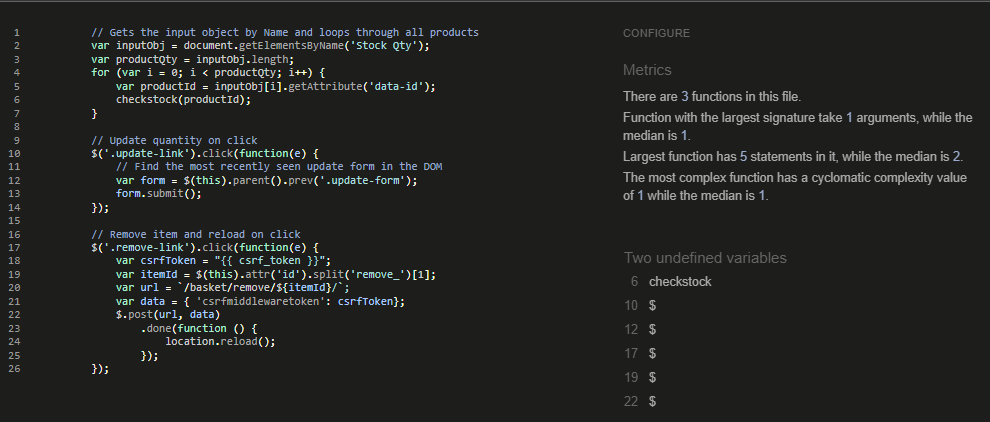 1 // Gets the input object by Name and loops through all products
2 var inputObj = document.getElementsByName('Stock Qty');
3 var productQty = inputObj.length;
4 for (var i = 0; i < productQty; i++) {
5 var productId = inputObj[i].getAttribute('data-id');
6 checkstock(productId);
7 }
8
9 // Update quantity on click
10 $('.update-link').click(function(e) {
11 // Find the most recently seen update form in the DOM
12 var form = $(this).parent().prev('.update-form');
13 form.submit();
14 });
15
16 // Remove item and reload on click
17 $('.remove-link').click(function(e) {
18 var csrfToken = "{{ csrf_token }}";
19 var itemId = $(this).attr('id').split('remove_')[1];
20 var url = `/basket/remove/${itemId}/`;
21 var data = { 'csrfmiddlewaretoken': csrfToken};
22 $.post(url, data)
23 .done(function () {
24 location.reload();
25 });
26 });
CONFIGURE
Metrics
There are 3 functions in this file.
Function with the largest signature take 1 arguments, while the
median is 1.
Largest function has 5 statements in it, while the median is 2.
The most complex function has a cyclomatic complexity value
of 1 while the median is 1.
Two undefined variables
6 checkstock
10 $
12 $
17 $
19 $
22 $